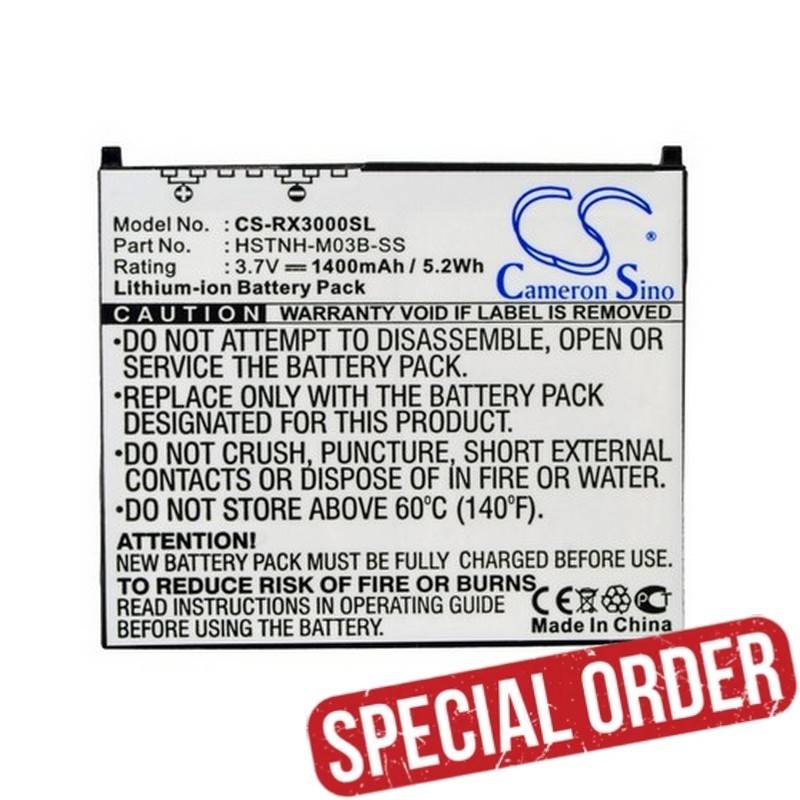 Model No. : CS-RX3000SL
Part No. : HSTNH-M03B-SS
Rating : 3.7V 1400mAh / 5.2Wh
Lithium-ion Battery Pack
CS ®
Cameron Sino
CAUTION WARRANTY VOID IF LABEL IS REMOVED
•DO NOT ATTEMPT TO DISASSEMBLE, OPEN OR
SERVICE THE BATTERY PACK.
•REPLACE ONLY WITH THE BATTERY PACK
DESIGNATED FOR THIS PRODUCT.
•DO NOT CRUSH, PUNCTURE, SHORT EXTERNAL
CONTACTS OR DISPOSE OF IN FIRE OR WATER.
•DO NOT STORE ABOVE 60°C (140°F).
ATTENTION!
NEW BATTERY PACK MUST BE FULLY CHARGED BEFORE USE.
TO REDUCE RISK OF FIRE OR BURNS,
READ INSTRUCTIONS IN OPERATING GUIDE
BEFORE USING THE BATTERY.
CE PCT
Made In China
SPECIAL ORDER